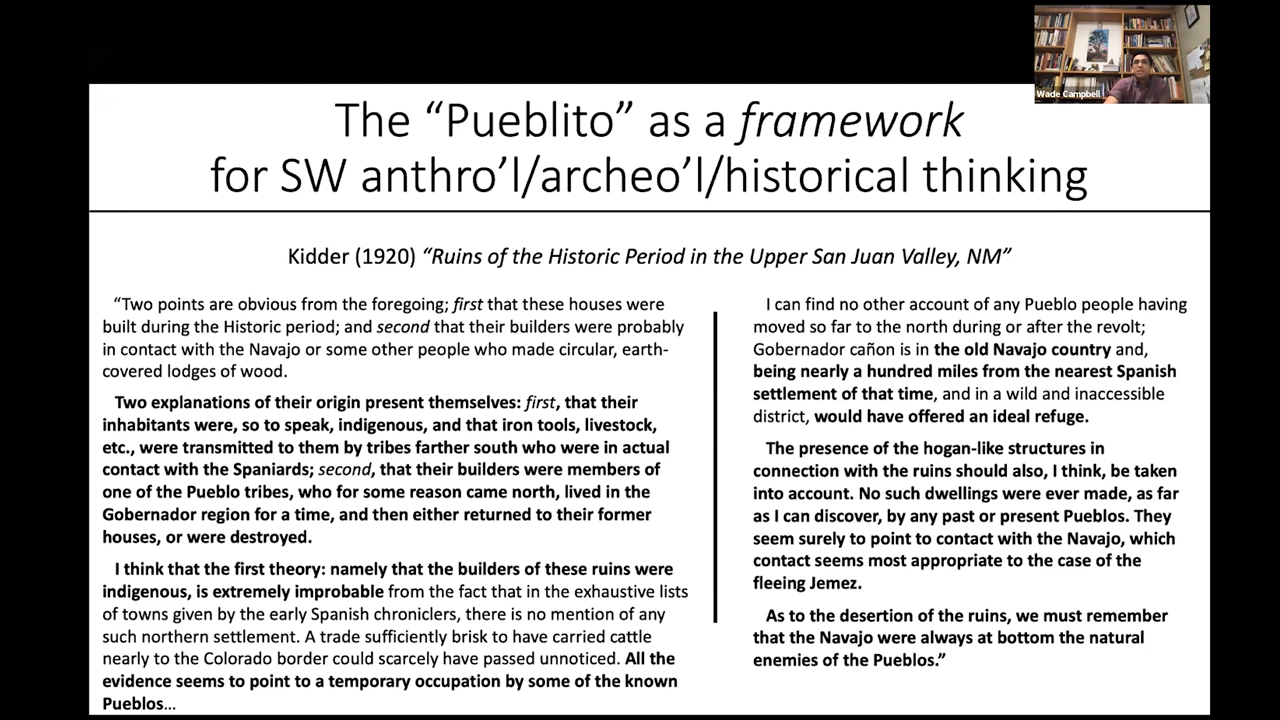 Wade Campbell
The “Pueblito” as a framework
for SW anthro’l/archeo’l/historical thinking
Kidder (1920) “Ruins of the Historic Period in the Upper San Juan Valley, NM”
“Two points are obvious from the foregoing; first that these houses were
built during the Historic period; and second that their builders were probably
in contact with the Navajo or some other people who made circular, earth-
covered lodges of wood.
Two explanations of their origin present themselves: first, that their
inhabitants were, so to speak, indigenous, and that iron tools, livestock,
etc., were transmitted to them by tribes farther south who were in actual
contact with the Spaniards; second, that their builders were members of
one of the Pueblo tribes, who for some reason came north, lived in the
Gobernador region for a time, and then either returned to their former
houses, or were destroyed.
I think that the first theory: namely that the builders of these ruins were
indigenous, is extremely improbable from the fact that in the exhaustive lists
of towns given by the early Spanish chroniclers, there is no mention of any
such northern settlement. A trade sufficiently brisk to have carried cattle
nearly to the Colorado border could scarcely have passed unnoticed. All the
evidence seems to point to a temporary occupation by some of the known
Pueblos…
I can find no other account of any Pueblo people having
moved so far to the north during or after the revolt;
Gobernador cañon is in the old Navajo country and,
being nearly a hundred miles from the nearest Spanish
settlement of that time, and in a wild and inaccessible
district, would have offered an ideal refuge.
The presence of the hogan-like structures in
connection with the ruins should also, I think, be taken
into account. No such dwellings were ever made, as far
as I can discover, by any past or present Pueblos. They
seem surely to point to contact with the Navajo, which
contact seems most appropriate to the case of the
fleeing Jemez.
As to the desertion of the ruins, we must remember
that the Navajo were always at bottom the natural
enemies of the Pueblos.”